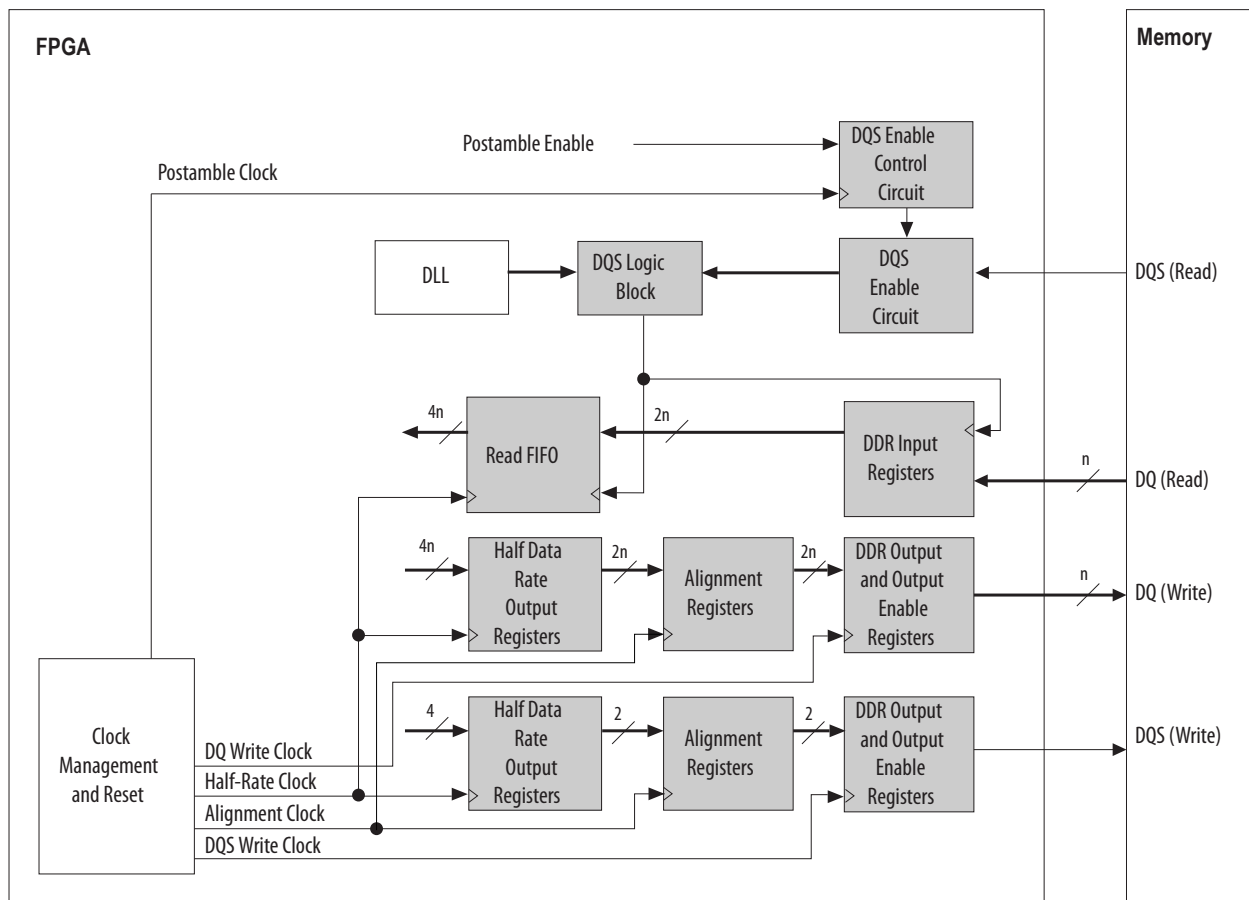 FPGA
Memory
Postamble Enable
DQS Enable
Control
Circuit
Postamble Clock
DLL
DQS Logic
Block
DQS
Enable
Circuit
DQS (Read)
4n
Read FIFO
2n
DDR Input
Registers
n
DQ (Read)
4n
Half Data
Rate
Output
Registers
2n
Alignment
Registers
2n
DDR Output
and Output
Enable
Registers
n
DQ (Write)
4
Half Data
Rate
Output
Registers
2
Alignment
Registers
2
DDR Output
and Output
Enable
Registers
DQS (Write)
Clock
Management
and Reset
DQ Write Clock
Half-Rate Clock
Alignment Clock
DQS Write Clock